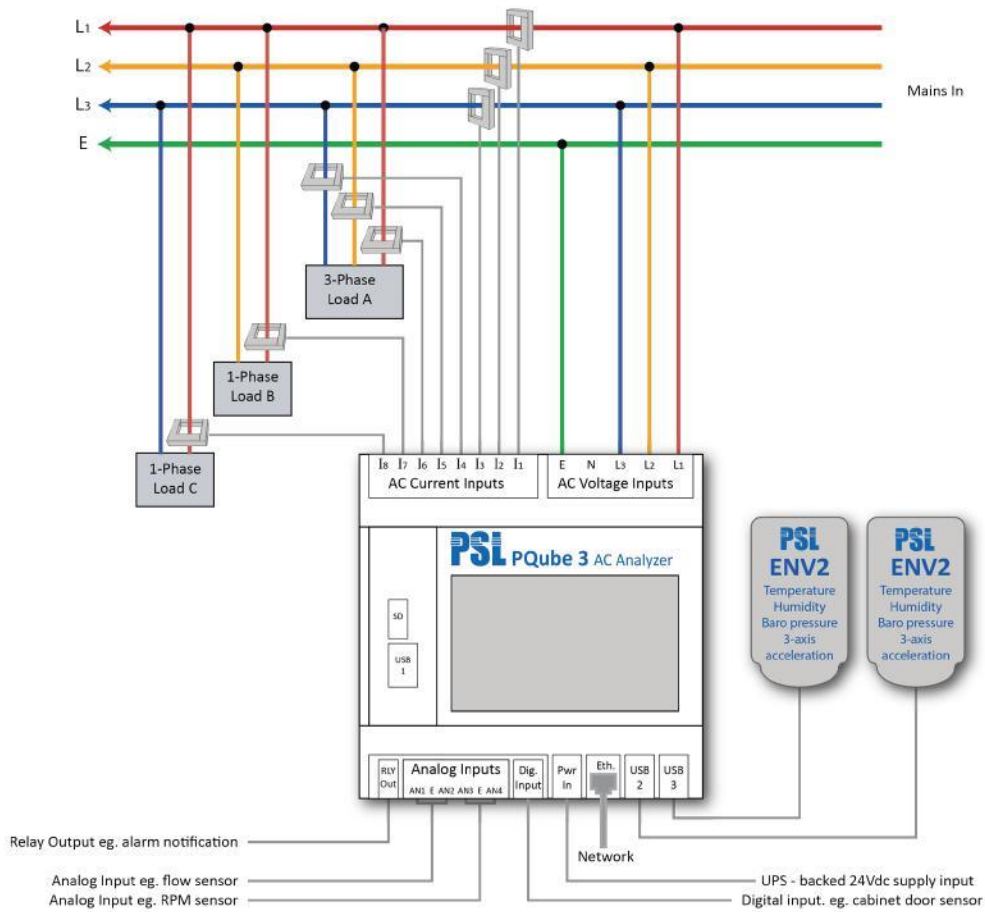 L1
L2
L3
E
Mains In
3-Phase
Load A
1-Phase
Load B
1-Phase
Load C
I8 I7 I6 I5 I4 I3 I2 I1
AC Current Inputs
E N L3 L2 L1
AC Voltage Inputs
PSL PQube 3 AC Analyzer
SD
USB
1
PSL
ENV2
Temperature
Humidity
Baro pressure
3-axis
acceleration
PSL
ENV2
Temperature
Humidity
Baro pressure
3-axis
acceleration
RLY
Out
Analog Inputs
AN1 E AN2 AN3 E AN4
Dig.
Input
Pwr
In
Eth.
USB
2
USB
3
Relay Output eg. alarm notification
Network
Analog Input eg. flow sensor
UPS - backed 24Vdc supply input
Analog Input eg. RPM sensor
Digital input. eg. cabinet door sensor